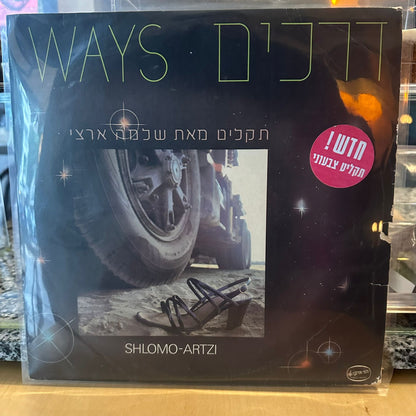 WAYS · דרכים
תקליט מאת שלמה ארצי
חדש!
תקליט צבעוני
SHLOMO-ARTZI